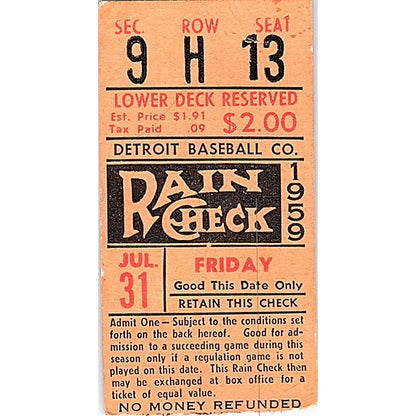 SEC. ROW SEAT
9 H 13
LOWER DECK RESERVED
Est. Price $1.91
Tax Paid .09 $2.00
DETROIT BASEBALL CO.
RAIN CHECK
1959
JUL. 31
FRIDAY
Good This Date Only
RETAIN THIS CHECK
Admit One— Subject to the conditions set
forth on the back hereof. Good for ad-
mission to a succeeding game during this
season only if a regulation game is not
played on this date. This Rain Check then
may be exchanged at box office for a
ticket of equal value.
NO MONEY REFUNDED